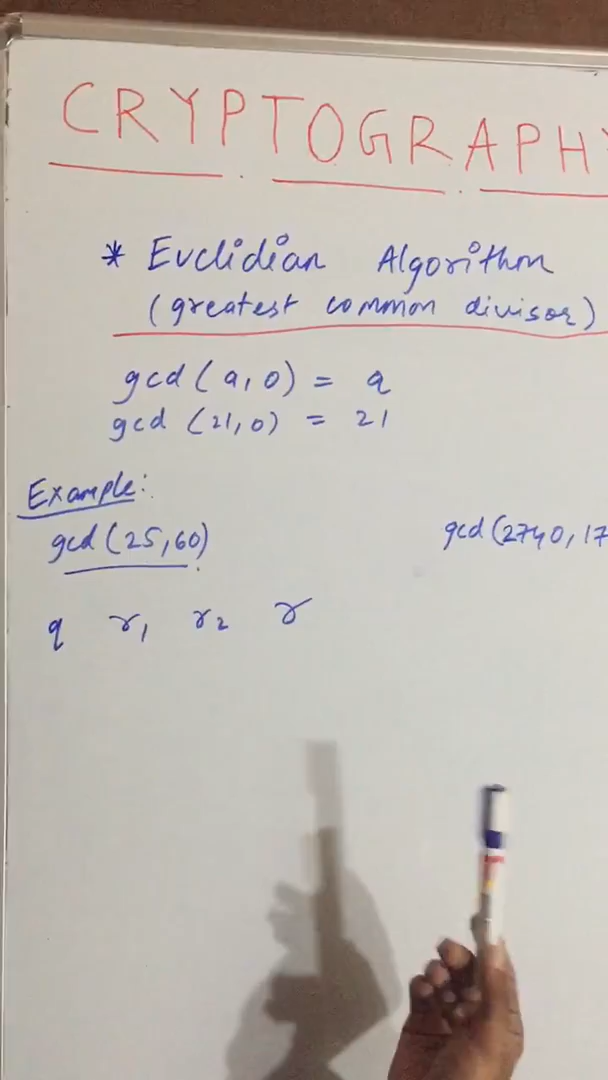 CRYPTOGRAPHY
* Euclidian Algorithm
(greatest common divisor)
gcd(a,0) = a
gcd (21,0) = 21
Example:
gcd(25,60)
gcd(2740,17
q r1 r2 r